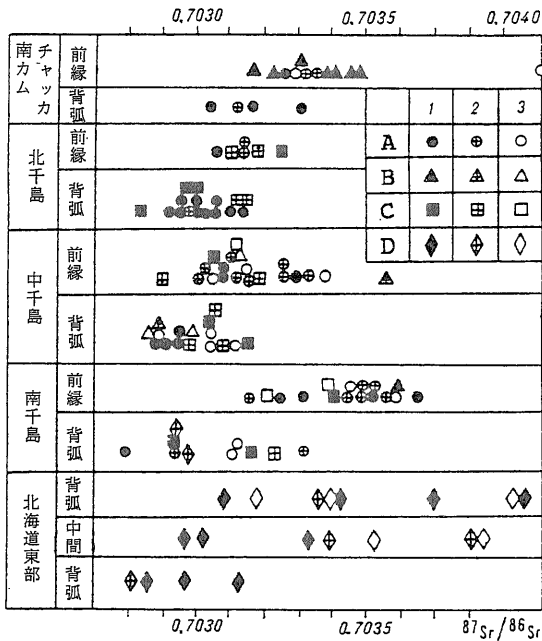 0.7030 0.7035 0.7040
南カムチャッカ
前縁
背弧
北千島
前縁
背弧
中千島
前縁
背弧
南千島
前縁
背弧
北海道東部
背弧
中間
背弧
1 2 3
A
B
C
D
0.7030 0.7035 ⁸⁷Sr/⁸⁶Sr